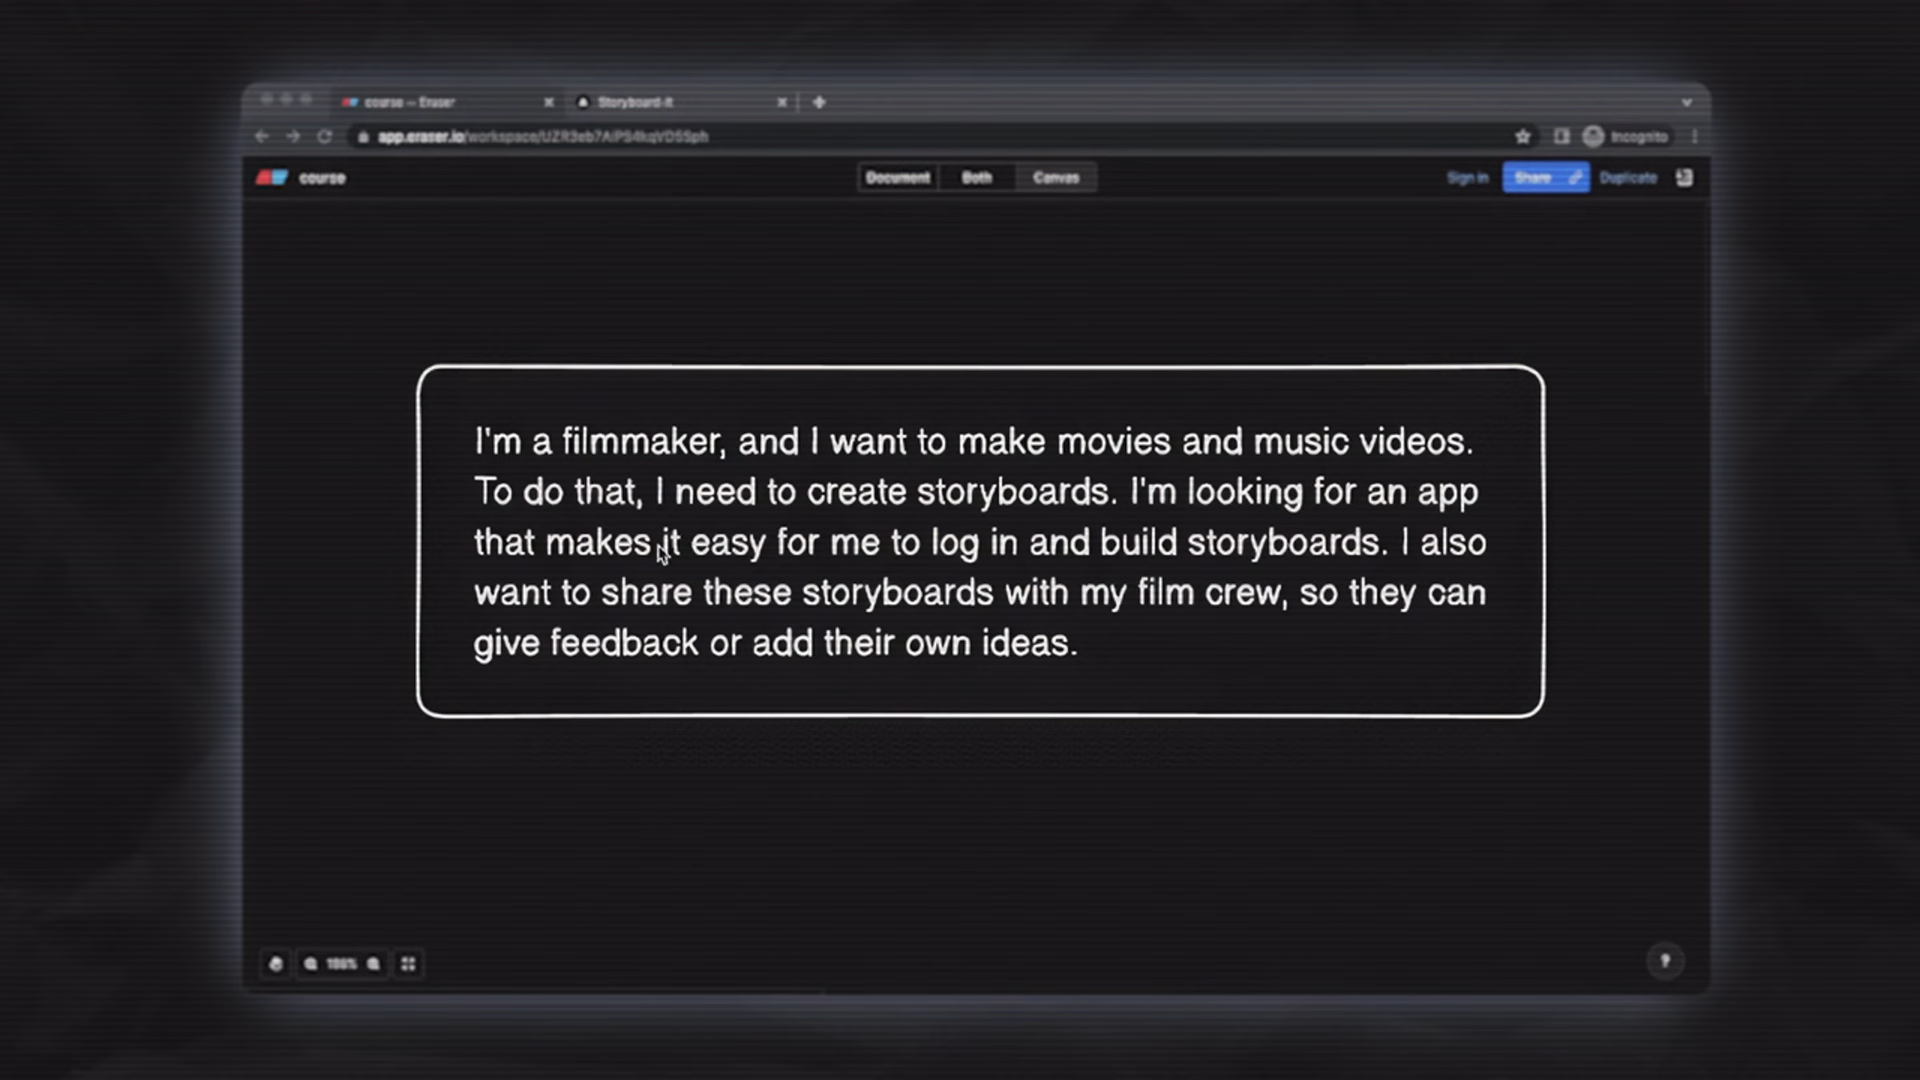 course – Eraser
Storyboard-It
app.eraser.io/workspace/
Incognito
course
Document Both Canvas
Sign in Share Duplicate
I'm a filmmaker, and I want to make movies and music videos.
To do that, I need to create storyboards. I'm looking for an app
that makes it easy for me to log in and build storyboards. I also
want to share these storyboards with my film crew, so they can
give feedback or add their own ideas.
?